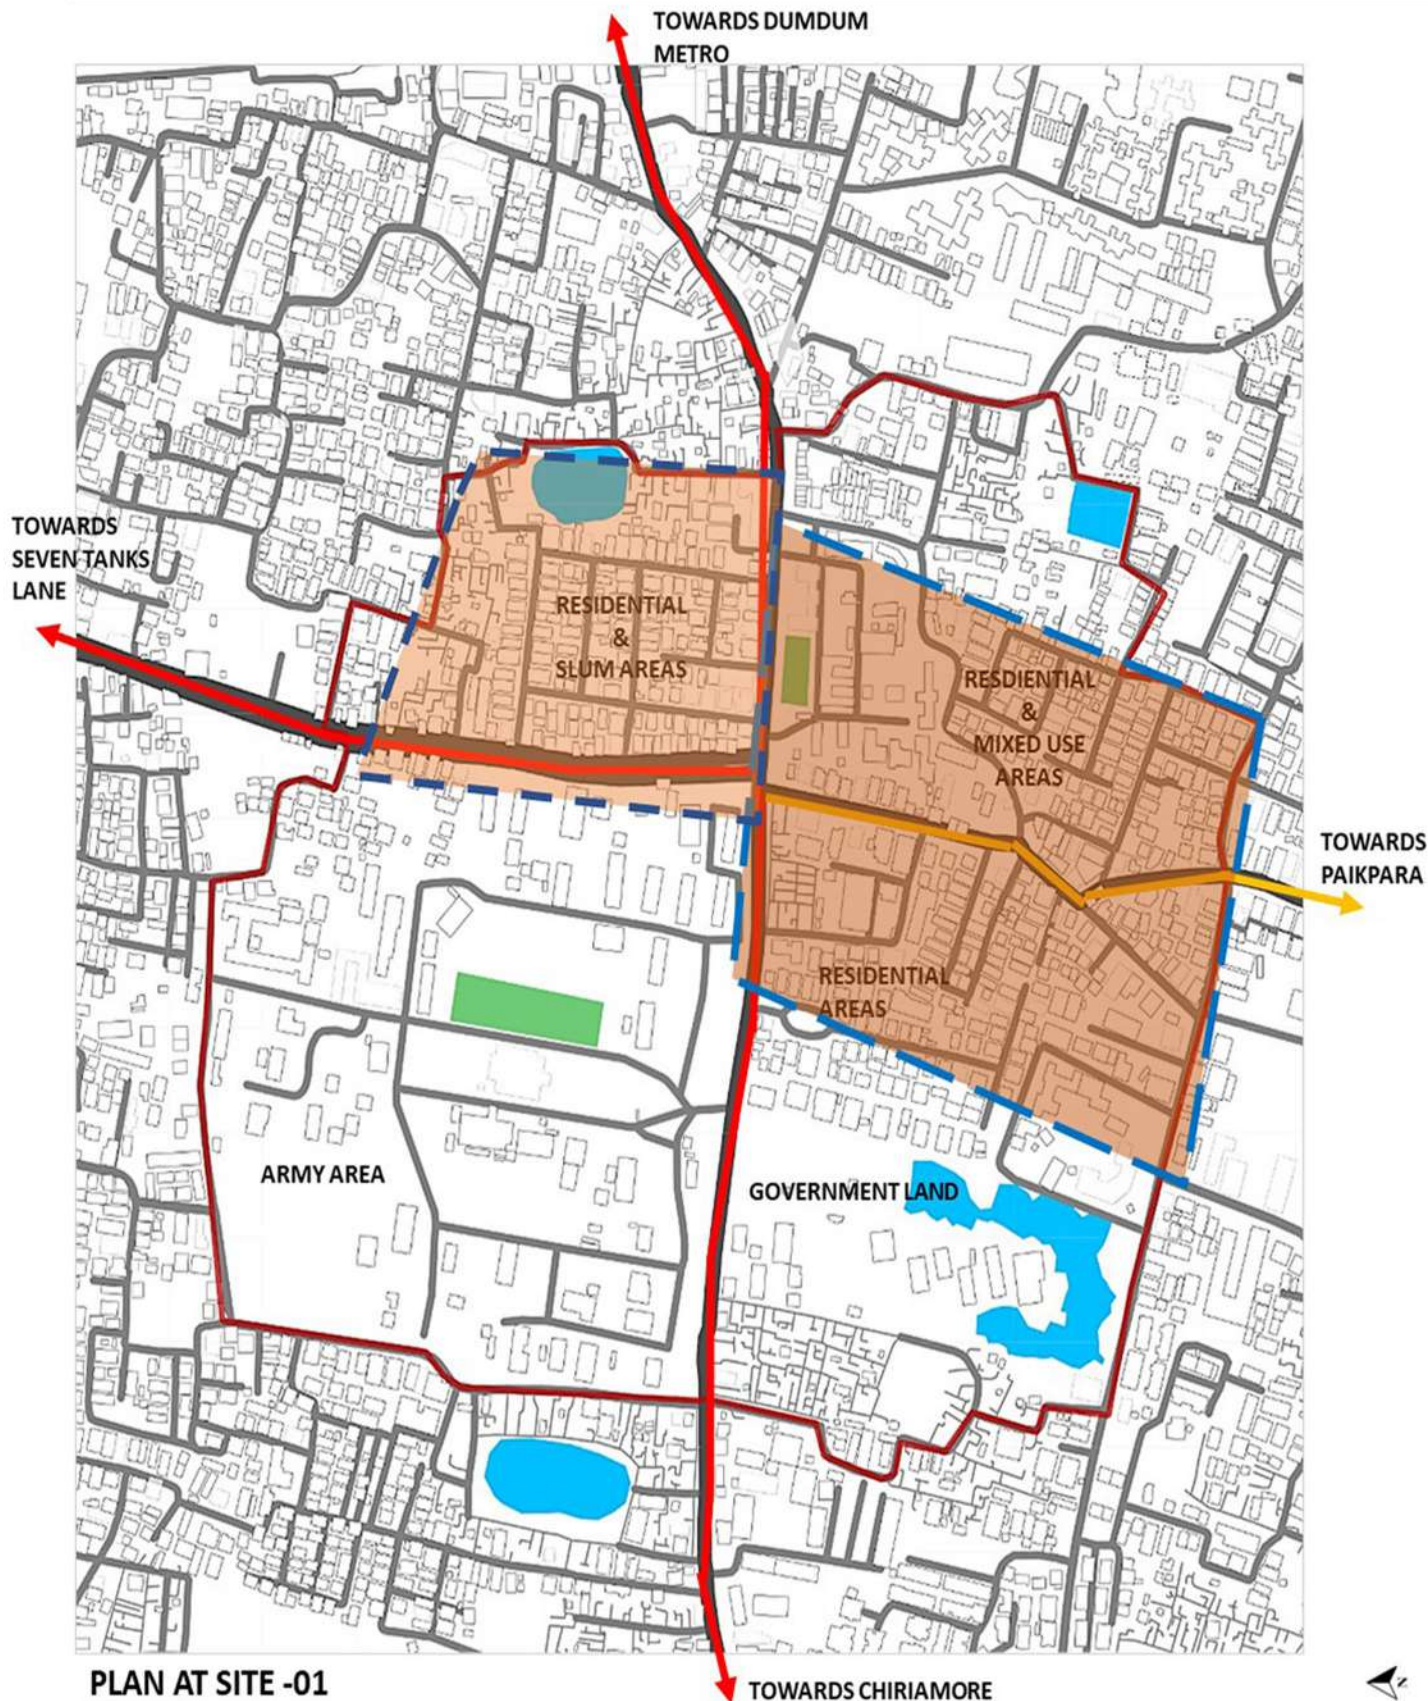 TOWARDS DUMDUM
METRO
TOWARDS
SEVEN TANKS
LANE
RESIDENTIAL
&
SLUM AREAS
RESDIENTIAL
&
MIXED USE
AREAS
TOWARDS
PAIKPARA
RESIDENTIAL
AREAS
ARMY AREA
GOVERNMENT LAND
PLAN AT SITE -01
TOWARDS CHIRIAMORE
Z